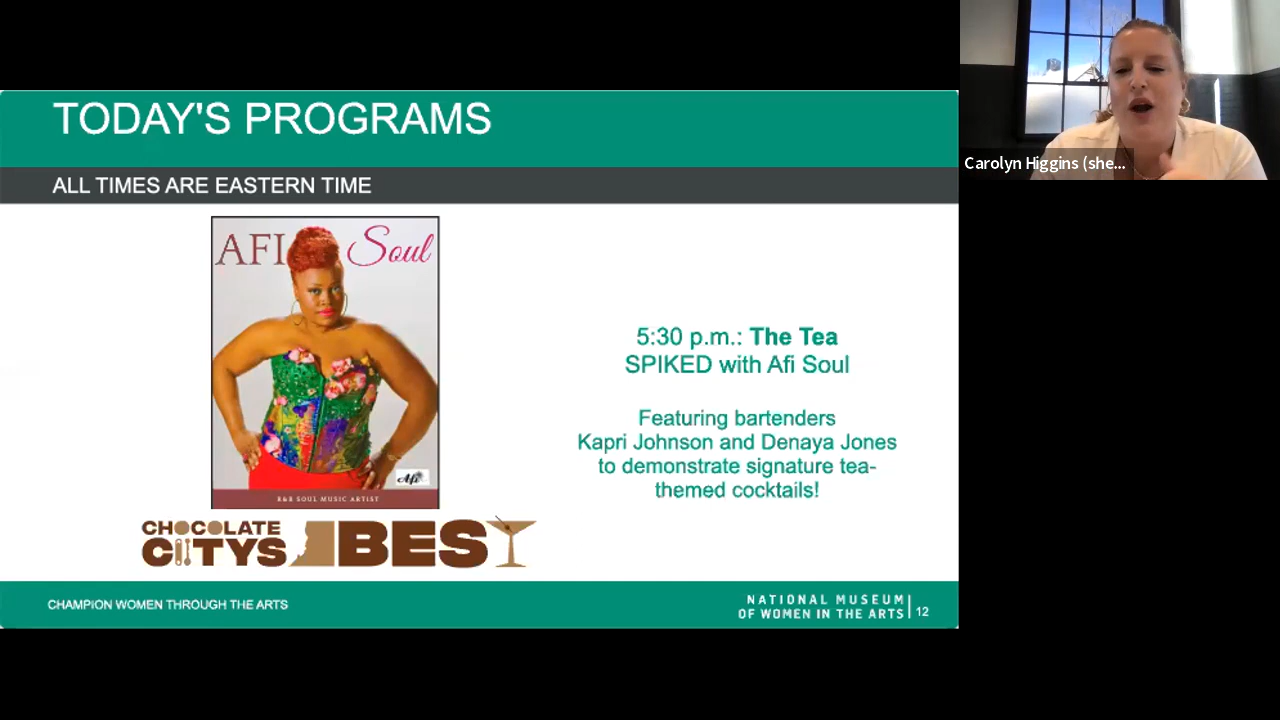 TODAY'S PROGRAMS
ALL TIMES ARE EASTERN TIME
AFI Soul
Afi
R&B SOUL MUSIC ARTIST
CHOCOLATE
CITYS BEST
5:30 p.m.: The Tea
SPIKED with Afi Soul
Featuring bartenders
Kapri Johnson and Denaya Jones
to demonstrate signature tea-
themed cocktails!
CHAMPION WOMEN THROUGH THE ARTS
NATIONAL MUSEUM
OF WOMEN IN THE ARTS
12
Carolyn Higgins (she...